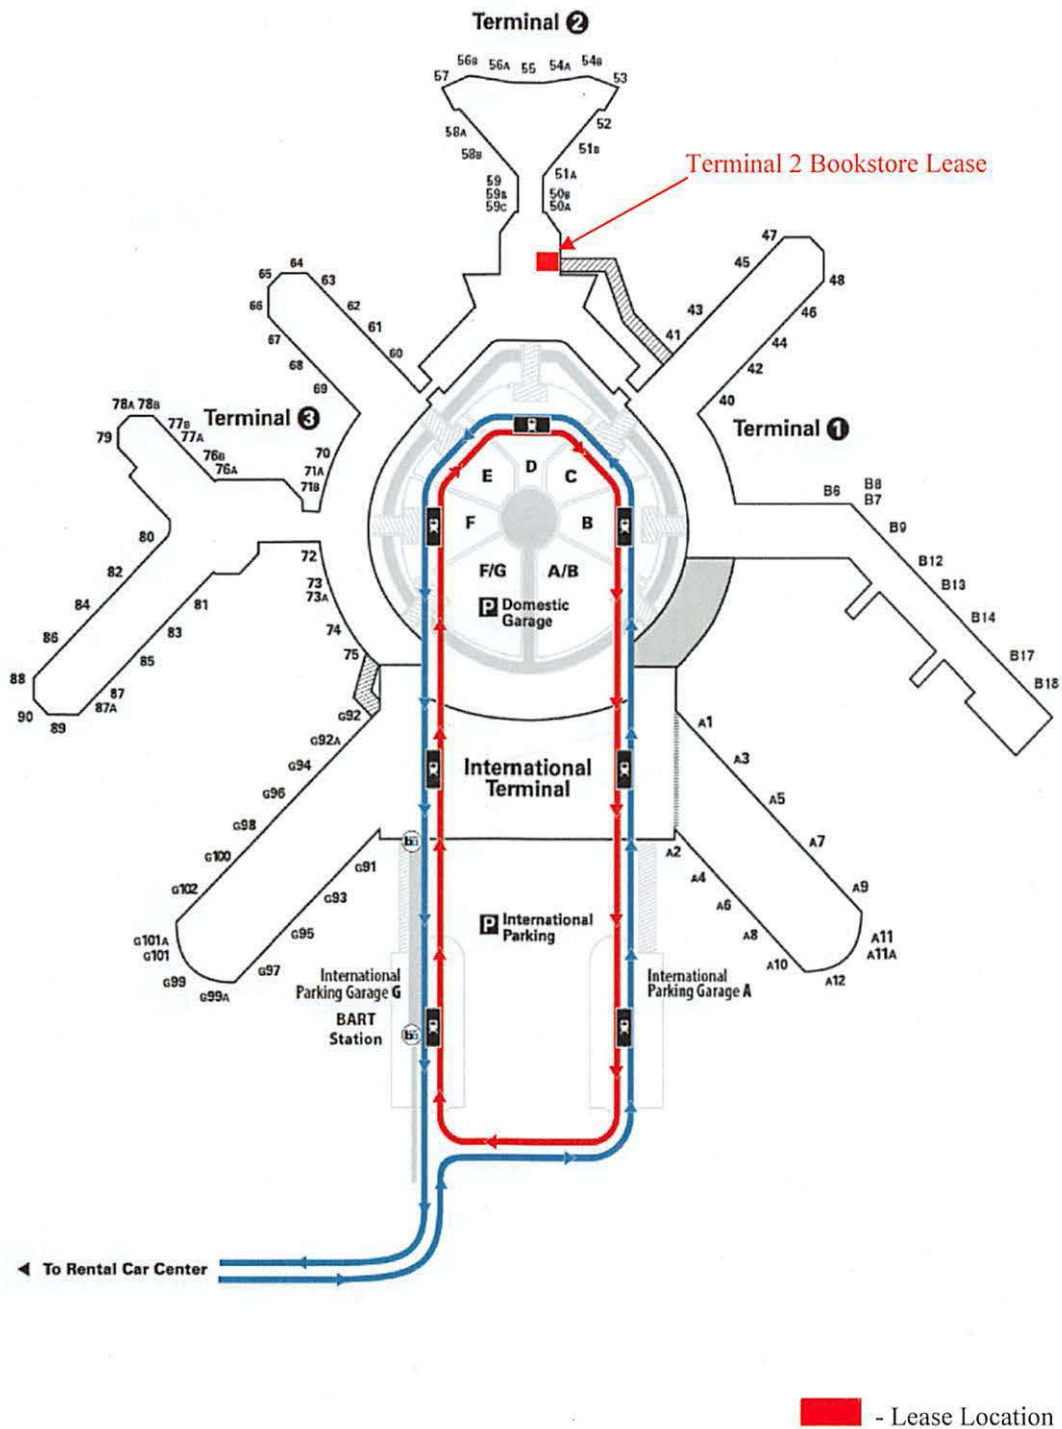 Terminal 2
57
56B
56A
55
54A
54B
53
58A
58B
52
51B
59
59B
59C
51A
50B
50A
Terminal 2 Bookstore Lease
47
45
43
41
48
46
44
42
40
65
64
63
66
62
61
60
67
68
69
Terminal 3
78A 78B
79
77B
77A
76B
76A
70
71A
71B
Terminal 1
B6
B8
B7
B9
B12
B13
B14
B17
B18
80
82
84
86
88
90
89
87A
87
85
83
81
72
73
73A
74
75
E
D
C
F
B
F/G
A/B
P Domestic
Garage
G92
G92A
G94
G96
G98
G100
G102
G101A
G101
G99
G99A
G97
G95
G93
G91
International
Terminal
A1
A3
A5
A7
A9
A11
A11A
A12
A10
A8
A6
A4
A2
P International
Parking
International
Parking Garage G
BART
Station
International
Parking Garage A
To Rental Car Center
- Lease Location